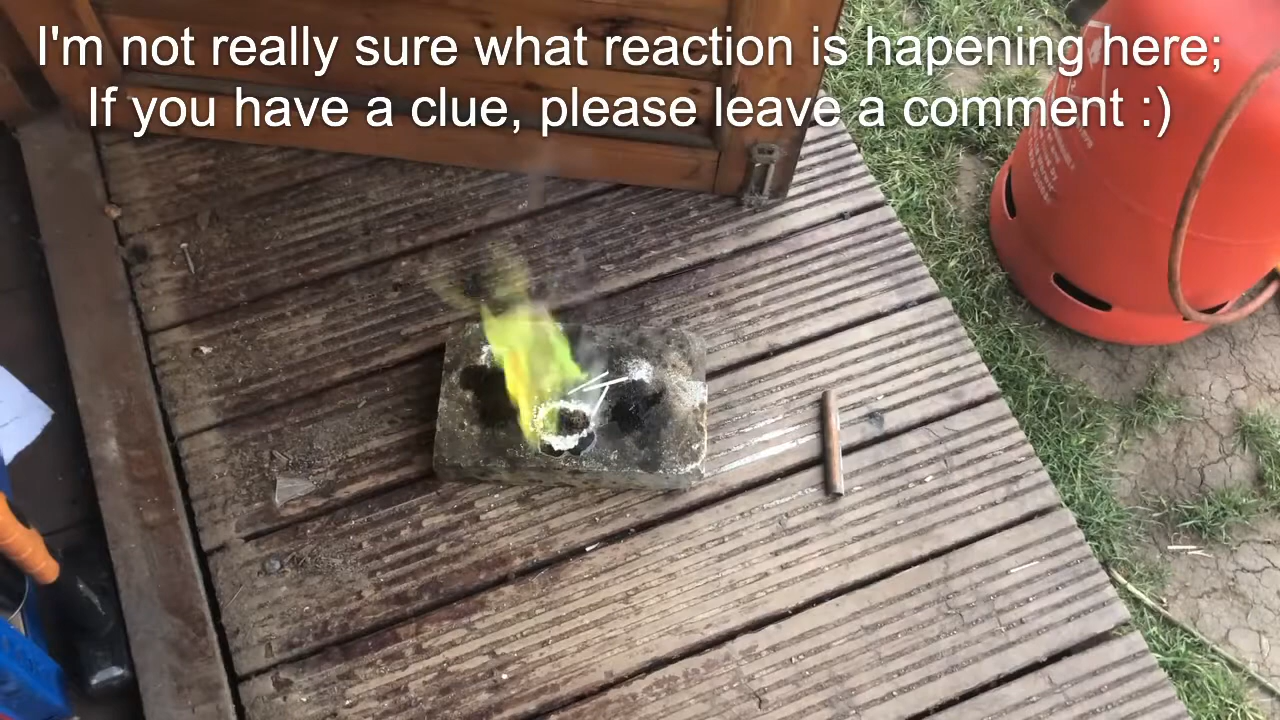 I'm not really sure what reaction is hapening here;
If you have a clue, please leave a comment :)